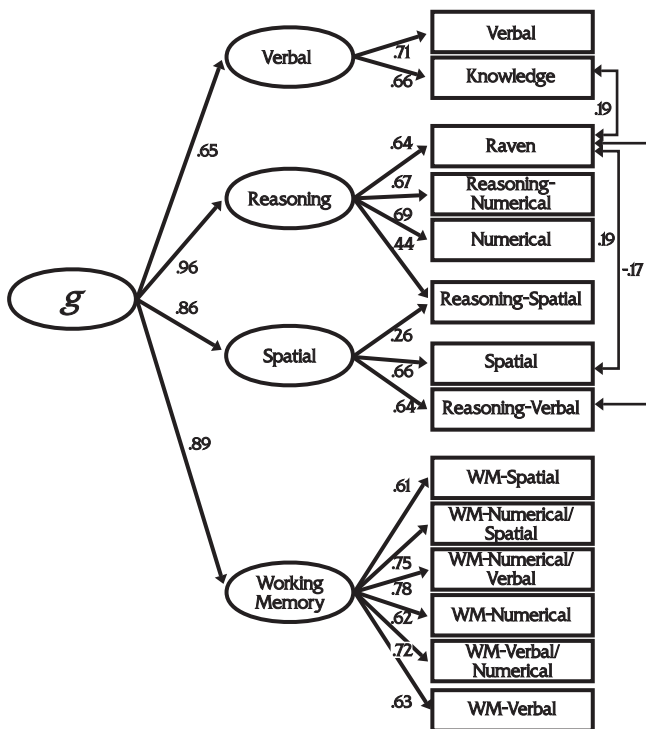 Verbal
.71
.66
Verbal
Knowledge
.19
.65
.64
Raven
Reasoning
.67
Reasoning-
Numerical
.69
Numerical
.19
.44
-.17
.96
g
.86
Reasoning-Spatial
.26
Spatial
.66
Spatial
.64
Reasoning-Verbal
.89
.61
WM-Spatial
WM-Numerical/
Spatial
.75
WM-Numerical/
Verbal
.78
Working
Memory
.62
WM-Numerical
.72
WM-Verbal/
Numerical
.63
WM-Verbal